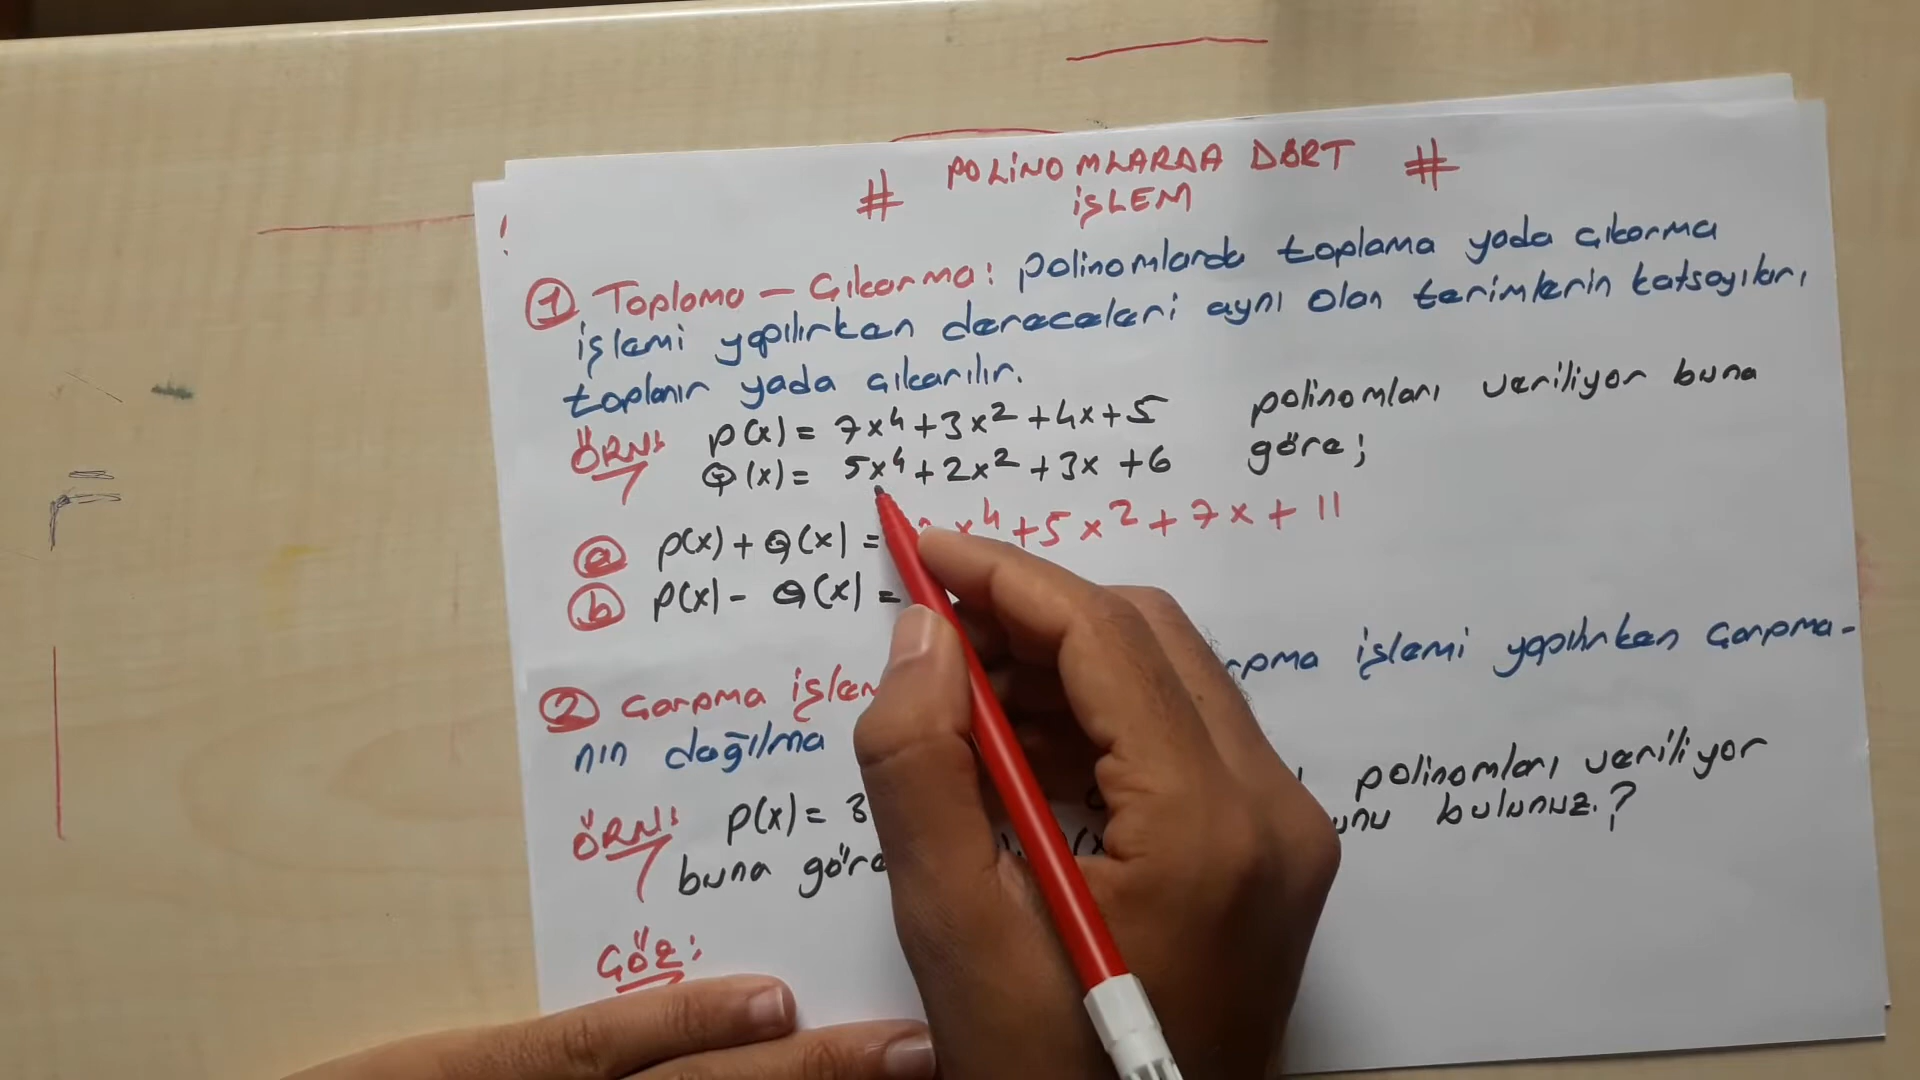 # POLİNOMLARDA DÖRT #
İŞLEM
① Toplama – Çıkarma: polinomlarda toplama yada çıkarma
işlemi yapılırken dereceleri aynı olan terimlerin katsayıları
toplanır yada çıkarılır.
ÖRN: p(x) = 7x⁴+3x²+4x+5 polinomları veriliyor buna
Q(x) = 5x⁴+2x²+3x+6 göre;
ⓐ p(x)+Q(x) = x⁴+5x²+7x+11
ⓑ p(x)- Q(x) =
② Çarpma işlem işlemi yapılırken çarpma-
nın dağılma
ÖRN: p(x) = 3 polinomları veriliyor
buna göre bulunuz.?
ÇÖZ: